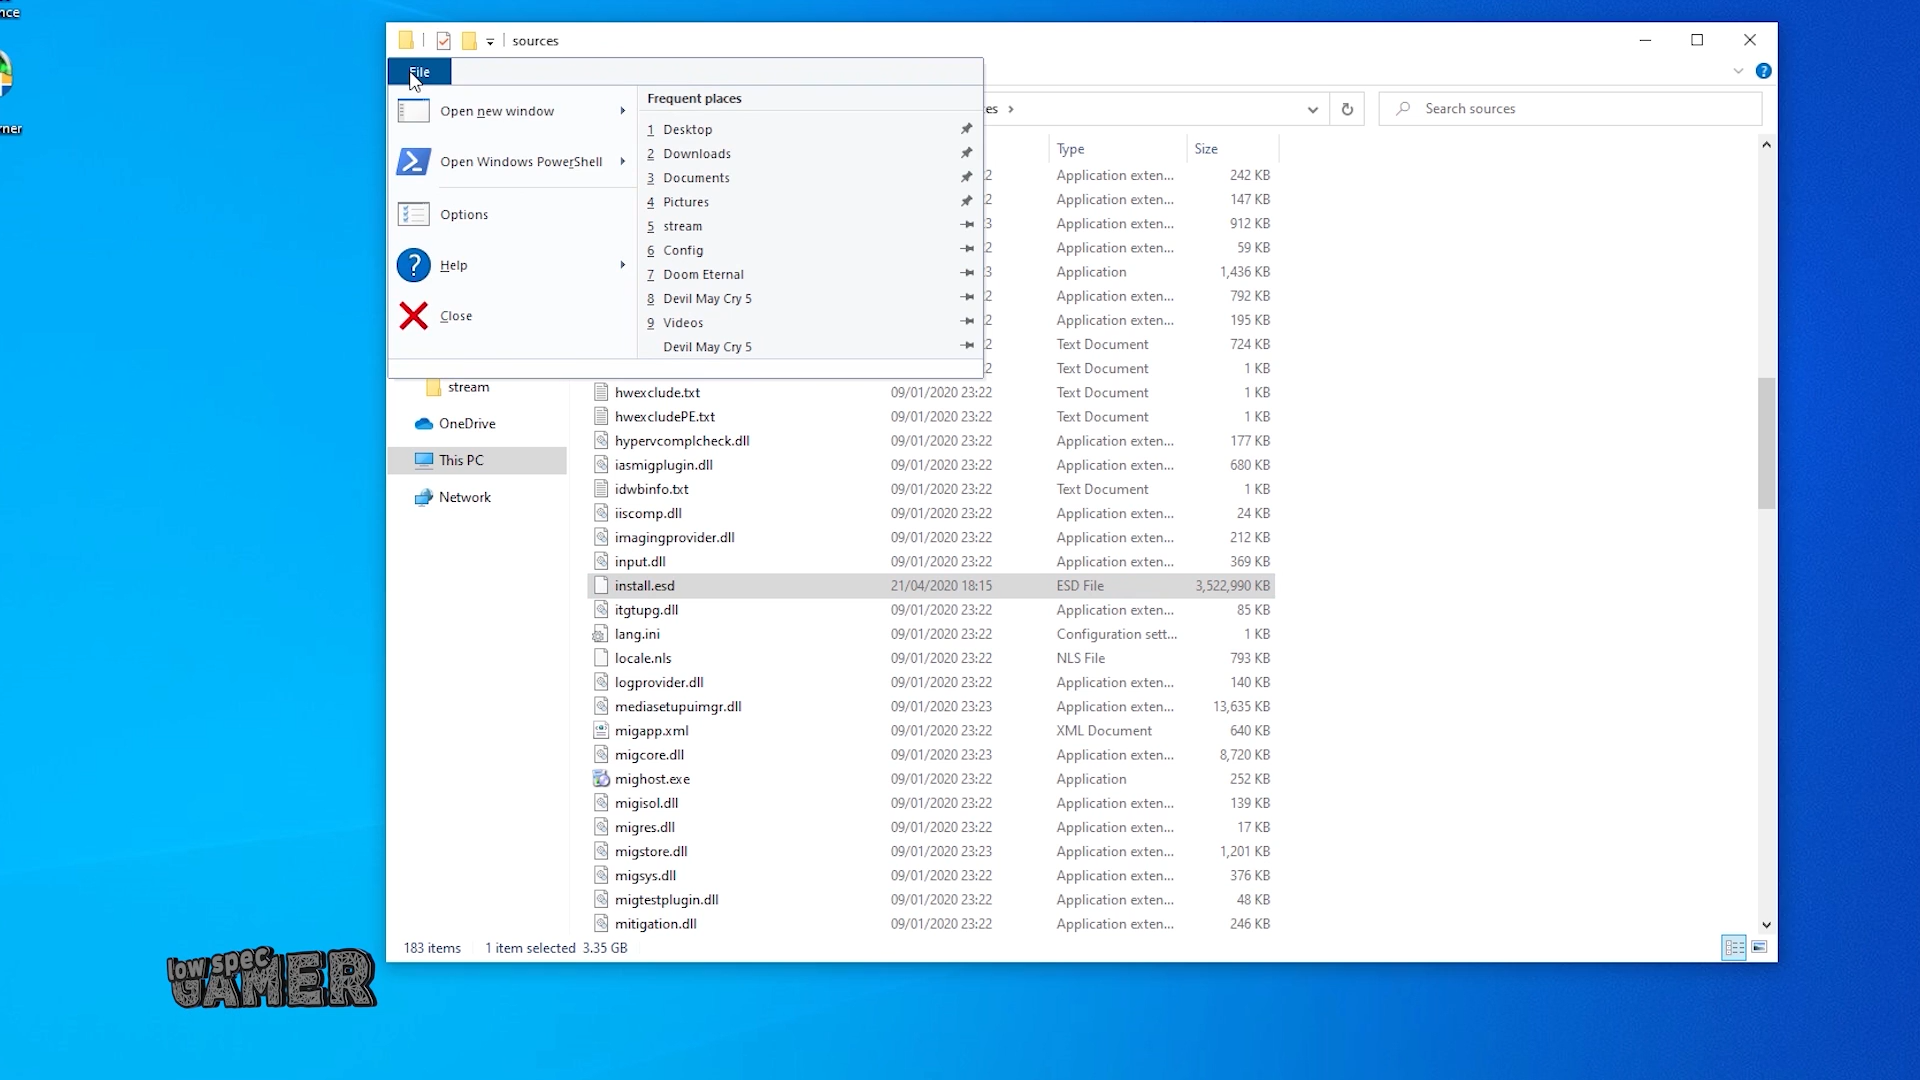 nce
rner
sources
File
Open new window
Open Windows PowerShell
Options
Help
Close
Frequent places
1 Desktop
2 Downloads
3 Documents
4 Pictures
5 stream
6 Config
7 Doom Eternal
8 Devil May Cry 5
9 Videos
Devil May Cry 5
es
Search sources
Type Size
2 Application exten... 242 KB
2 Application exten... 147 KB
3 Application exten... 912 KB
2 Application exten... 59 KB
3 Application 1,436 KB
2 Application exten... 792 KB
2 Application exten... 195 KB
2 Text Document 724 KB
2 Text Document 1 KB
stream
OneDrive
This PC
Network
hwexclude.txt 09/01/2020 23:22 Text Document 1 KB
hwexcludePE.txt 09/01/2020 23:22 Text Document 1 KB
hypervcomplcheck.dll 09/01/2020 23:22 Application exten... 177 KB
iasmigplugin.dll 09/01/2020 23:22 Application exten... 680 KB
idwbinfo.txt 09/01/2020 23:22 Text Document 1 KB
iiscomp.dll 09/01/2020 23:22 Application exten... 24 KB
imagingprovider.dll 09/01/2020 23:22 Application exten... 212 KB
input.dll 09/01/2020 23:22 Application exten... 369 KB
install.esd 21/04/2020 18:15 ESD File 3,522,990 KB
itgtupg.dll 09/01/2020 23:22 Application exten... 85 KB
lang.ini 09/01/2020 23:22 Configuration sett... 1 KB
locale.nls 09/01/2020 23:22 NLS File 793 KB
logprovider.dll 09/01/2020 23:22 Application exten... 140 KB
mediasetupuimgr.dll 09/01/2020 23:23 Application exten... 13,635 KB
migapp.xml 09/01/2020 23:22 XML Document 640 KB
migcore.dll 09/01/2020 23:23 Application exten... 8,720 KB
mighost.exe 09/01/2020 23:22 Application 252 KB
migisol.dll 09/01/2020 23:22 Application exten... 139 KB
migres.dll 09/01/2020 23:22 Application exten... 17 KB
migstore.dll 09/01/2020 23:23 Application exten... 1,201 KB
migsys.dll 09/01/2020 23:22 Application exten... 376 KB
migtestplugin.dll 09/01/2020 23:22 Application exten... 48 KB
mitigation.dll 09/01/2020 23:22 Application exten... 246 KB
183 items 1 item selected 3.35 GB
low spec
GAMER